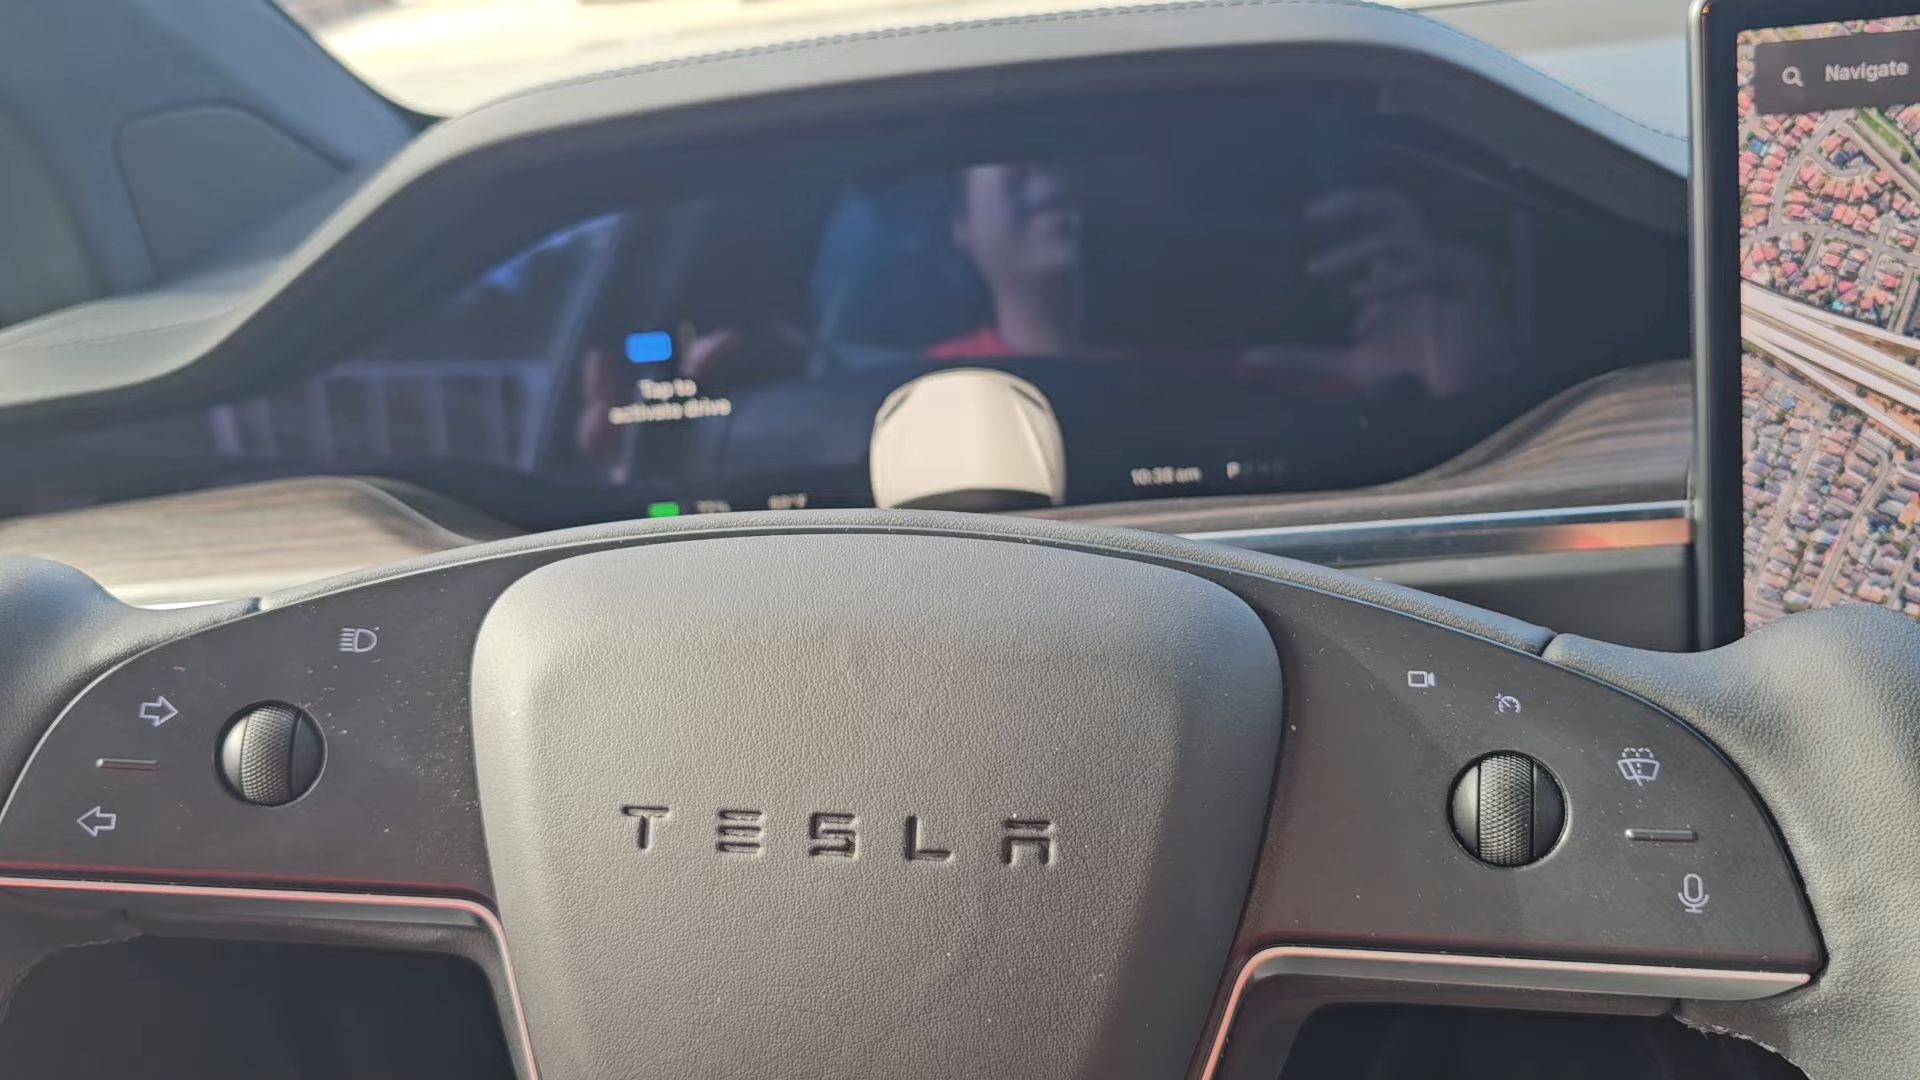 Navigate
Tap to
activate drive
10:38 am
P
TESLA